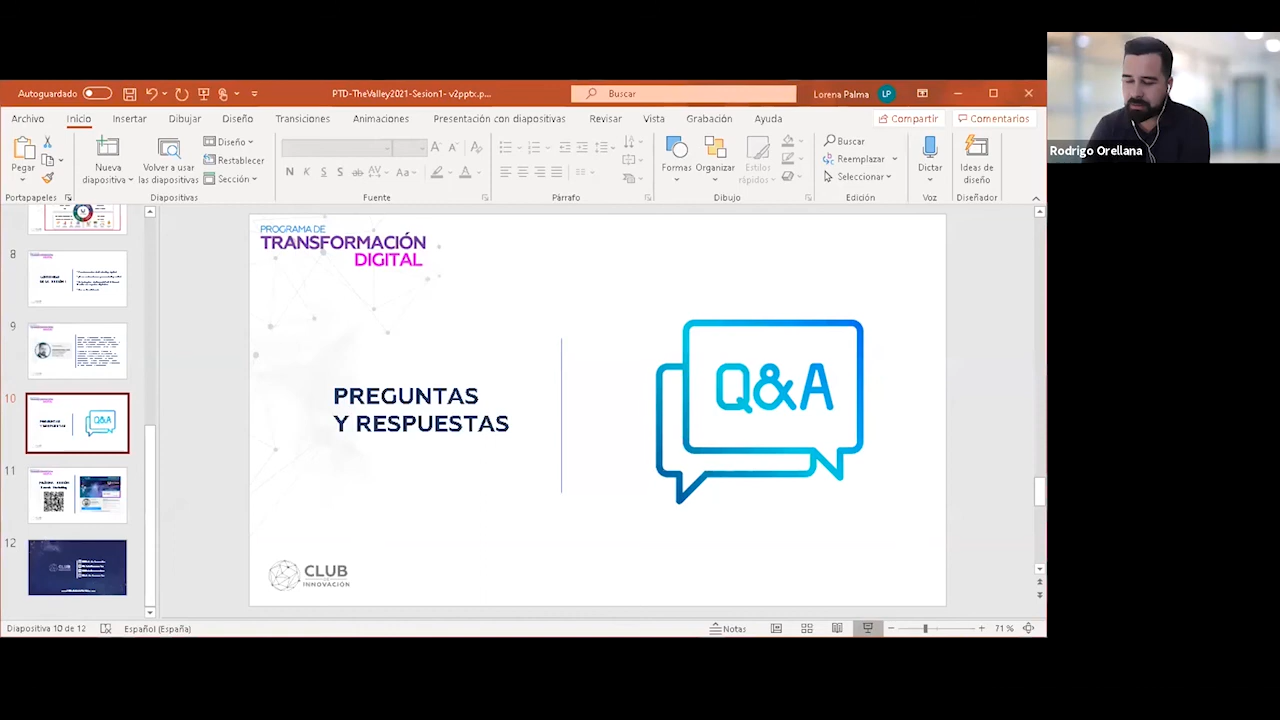 Autoguardado
PTD-TheValley2021-Sesion1- v2pptx.p...
Buscar
Lorena Palma
LP
Archivo Inicio Insertar Dibujar Diseño Transiciones Animaciones Presentación con diapositivas Revisar Vista Grabación Ayuda
Compartir
Comentarios
Pegar
Nueva
diapositiva
Volver a usar
las diapositivas
Diseño
Restablecer
Sección
N K S S ab AV Aa A
Formas
Organizar
Estilos
rápidos
Buscar
Reemplazar
Seleccionar
Dictar
Ideas de
diseño
Portapapeles Diapositivas Fuente Párrafo Dibujo Edición Voz Diseñador
Rodrigo Orellana
8
9
10
11
12
PROGRAMA DE
TRANSFORMACIÓN
DIGITAL
PREGUNTAS
Y RESPUESTAS
Q&A
CLUB
DE
INNOVACIÓN
Diapositiva 10 de 12
Español (España)
Notas
71 %